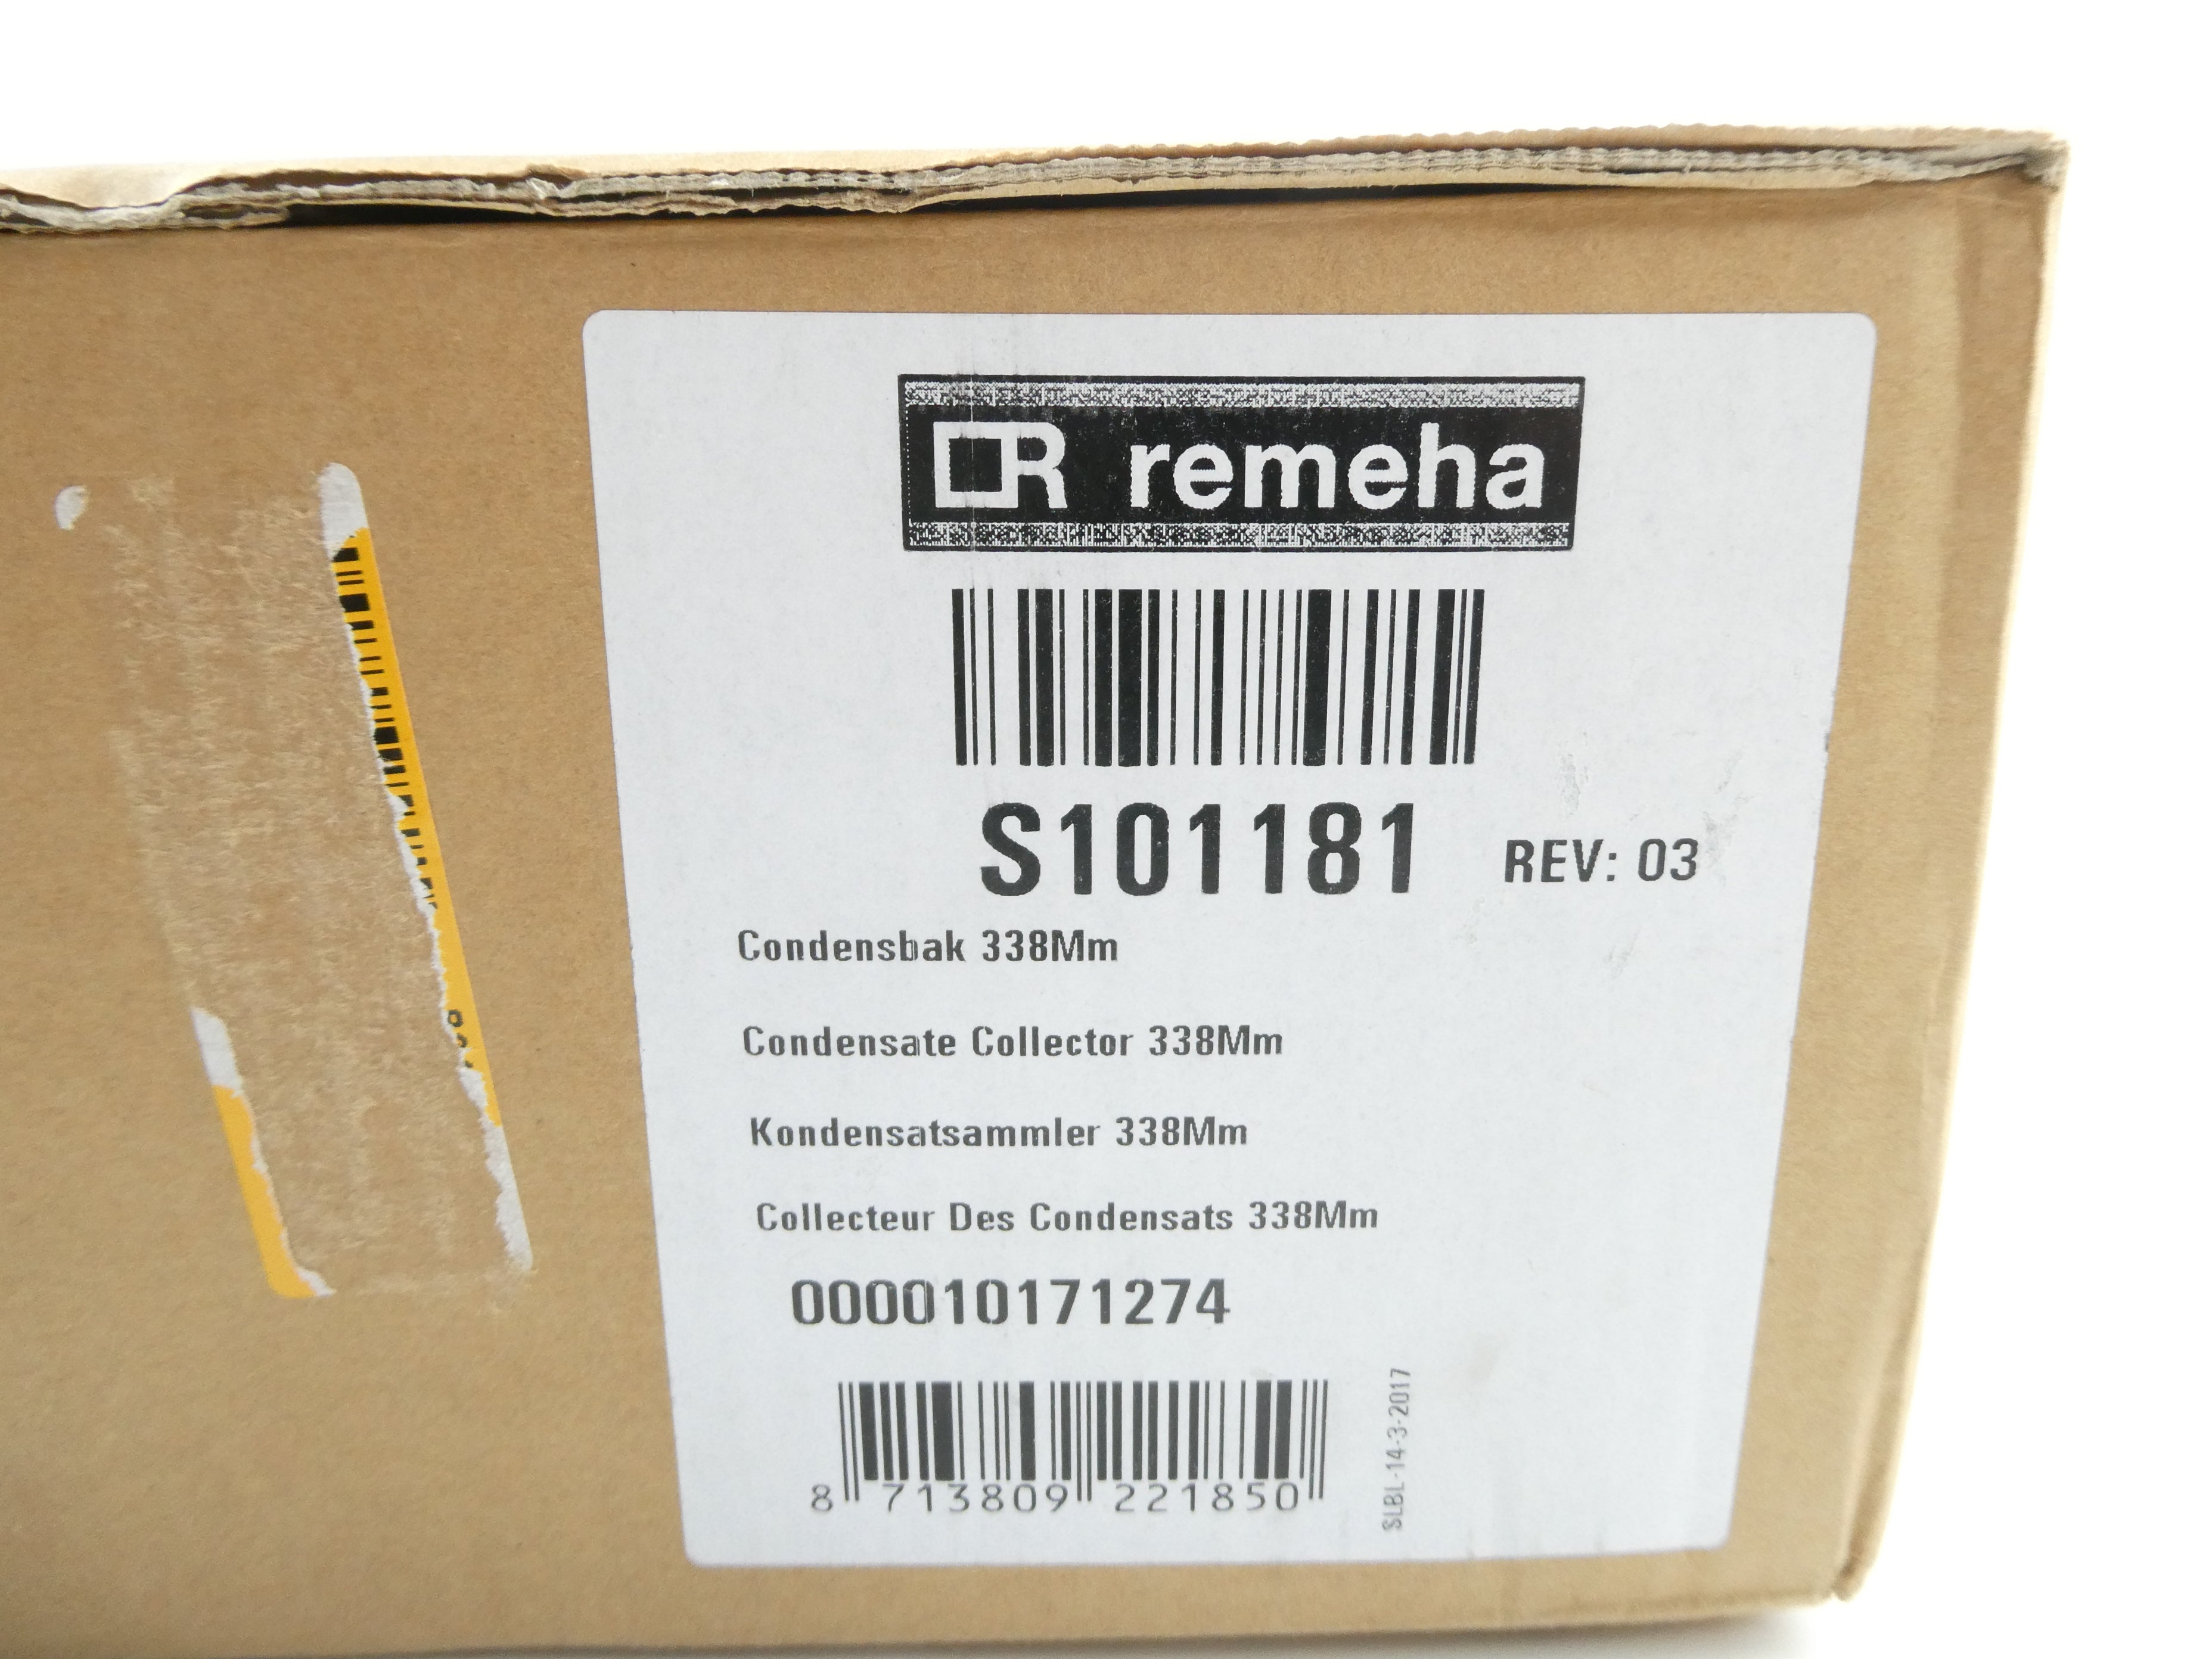 remeha
S101181 REV: 03
Condensbak 338Mm
Condensate Collector 338Mm
Kondensatsammler 338Mm
Collecteur Des Condensats 338Mm
000010171274
8 713809 221850
SLBL-14-3-2017